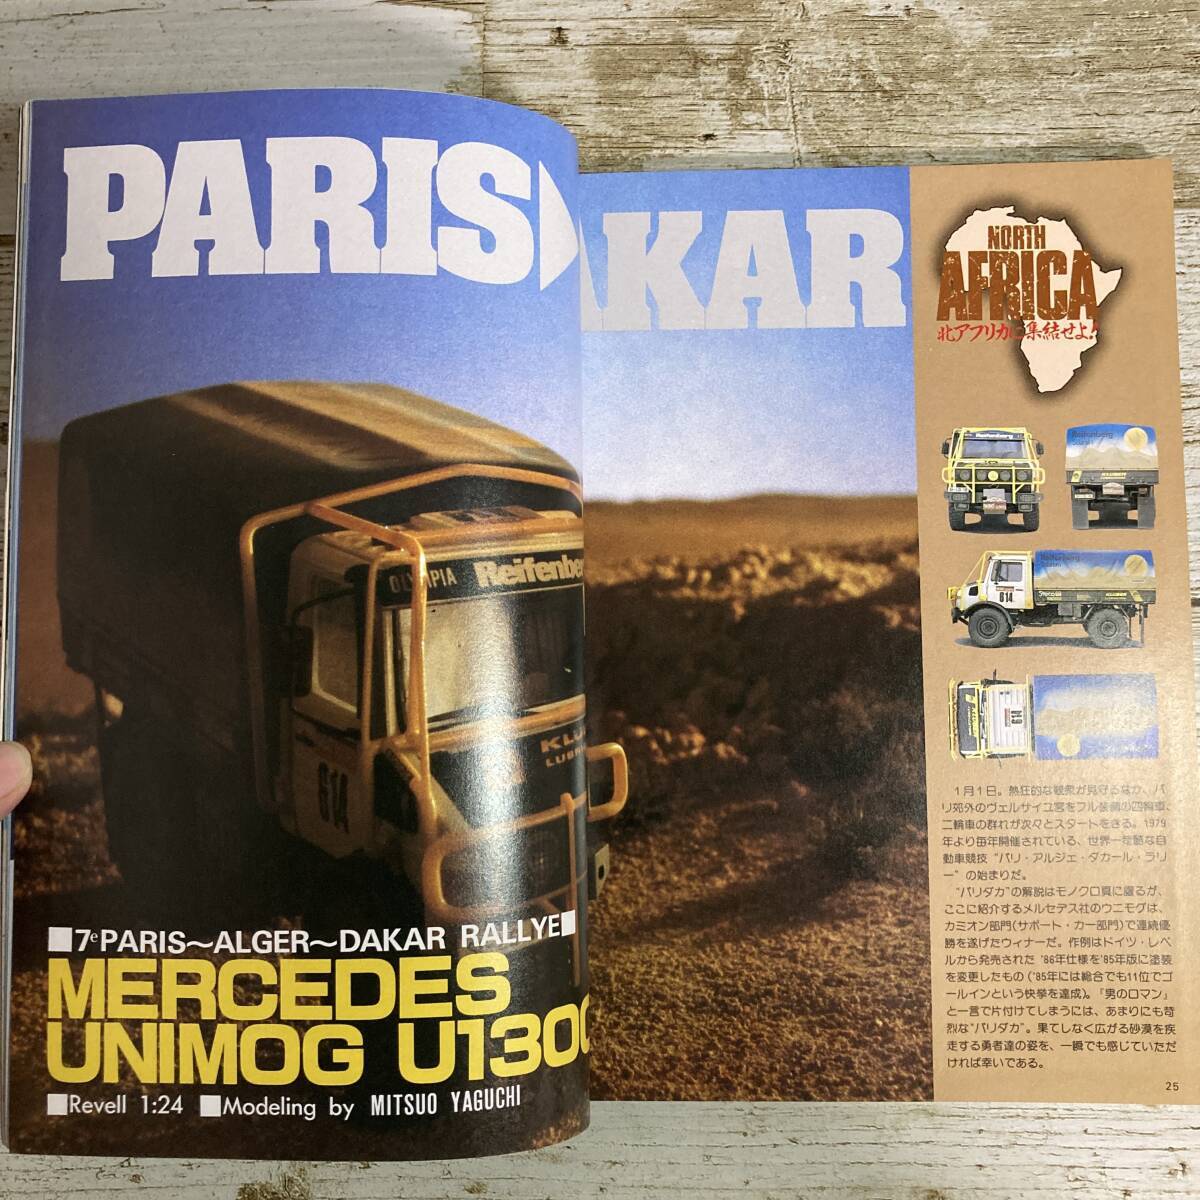 PARIS
AKAR
OLYMPIA Reifenbe
614
■7ePARIS~ALGER~DAKAR RALLYE■
MERCEDES
UNIMOG U1300
■Revell 1:24 ■Modeling by MITSUO YAGUCHI
NORTH
AFRICA
北アフリカに集結せよ!
Reifenberg
614
1月1日。熱狂的な観衆が見守るなか、パ
リ郊外のヴェルサイユ宮をフル装備の四輪車、
二輪車の群れが次々とスタートをきる。1979
年より毎年開催されている、世界一苛酷な自
動車競技“パリ・アルジェ・ダカール・ラリ
ー”の始まりだ。
“パリダカ”の解説はモノクロ頁に廻るが、
ここに紹介するメルセデス社のウニモグは、
カミオン部門(サポート・カー部門)で連続優
勝を遂げたウィナーだ。作例はドイツ・レベ
ルから発売された'86年仕様を'85年版に塗装
を変更したもの('85年には総合でも11位でゴ
ールインという快挙を達成)。「男のロマン」
と一言で片付けてしまうには、あまりにも苛
烈な“パリダカ”。果てしなく広がる砂漠を疾
走する勇者達の姿を、一瞬でも感じていただ
ければ幸いである。
25